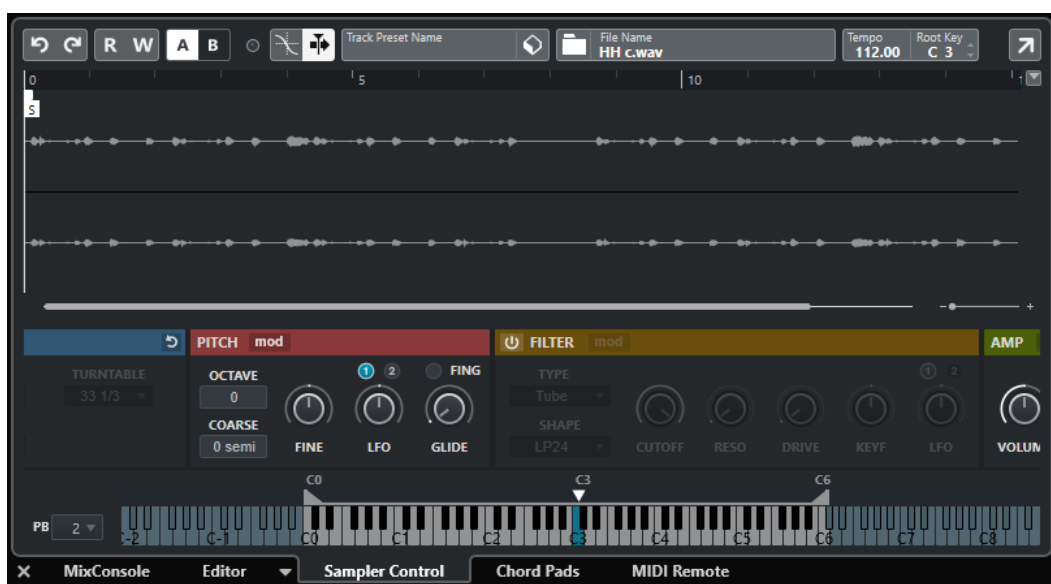 R W A B Track Preset Name File Name HH c.wav Tempo 112.00 Root Key C 3
0 5 10
S
PITCH mod FILTER mod AMP
TURNTABLE
33 1/3
OCTAVE
0
COARSE
0 semi
FINE
1 2
LFO
FING
GLIDE
TYPE
Tube
SHAPE
LP24
CUTOFF
RESO
DRIVE
KEYF
1 2
LFO
VOLUM
C0 C3 C6
PB 2
C-2 C-1 C0 C1 C2 C3 C4 C5 C6 C7 C8
MixConsole Editor Sampler Control Chord Pads MIDI Remote